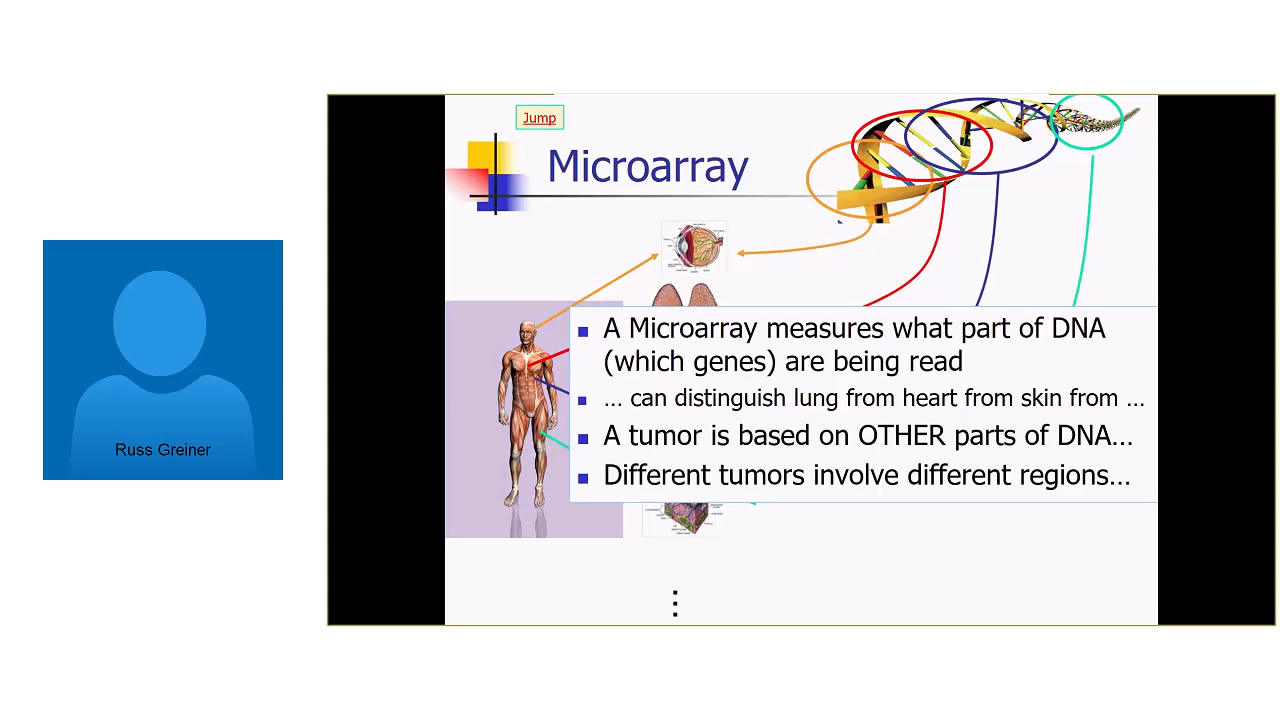 Jump
Microarray
A Microarray measures what part of DNA
(which genes) are being read
… can distinguish lung from heart from skin from …
A tumor is based on OTHER parts of DNA…
Different tumors involve different regions…
Russ Greiner